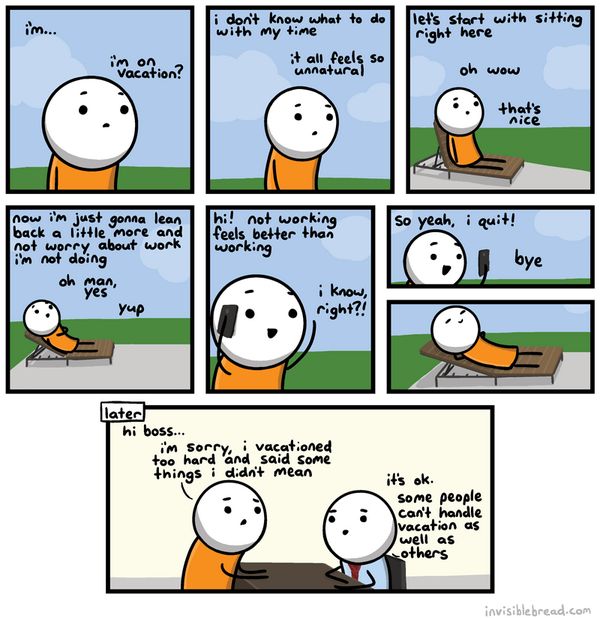 i'm...
i'm on
vacation?
i don't know what to do
with my time
it all feels so
unnatural
let's start with sitting
right here
oh wow
that's
nice
now i'm just gonna lean
back a little more and
not worry about work
i'm not doing
oh man,
yes
yup
hi! not working
feels better than
working
i know,
right?!
so yeah, i quit!
bye
later
hi boss...
i'm sorry, i vacationed
too hard and said some
things i didn't mean
it's ok.
some people
can't handle
vacation as
well as
others
invisiblebread.com